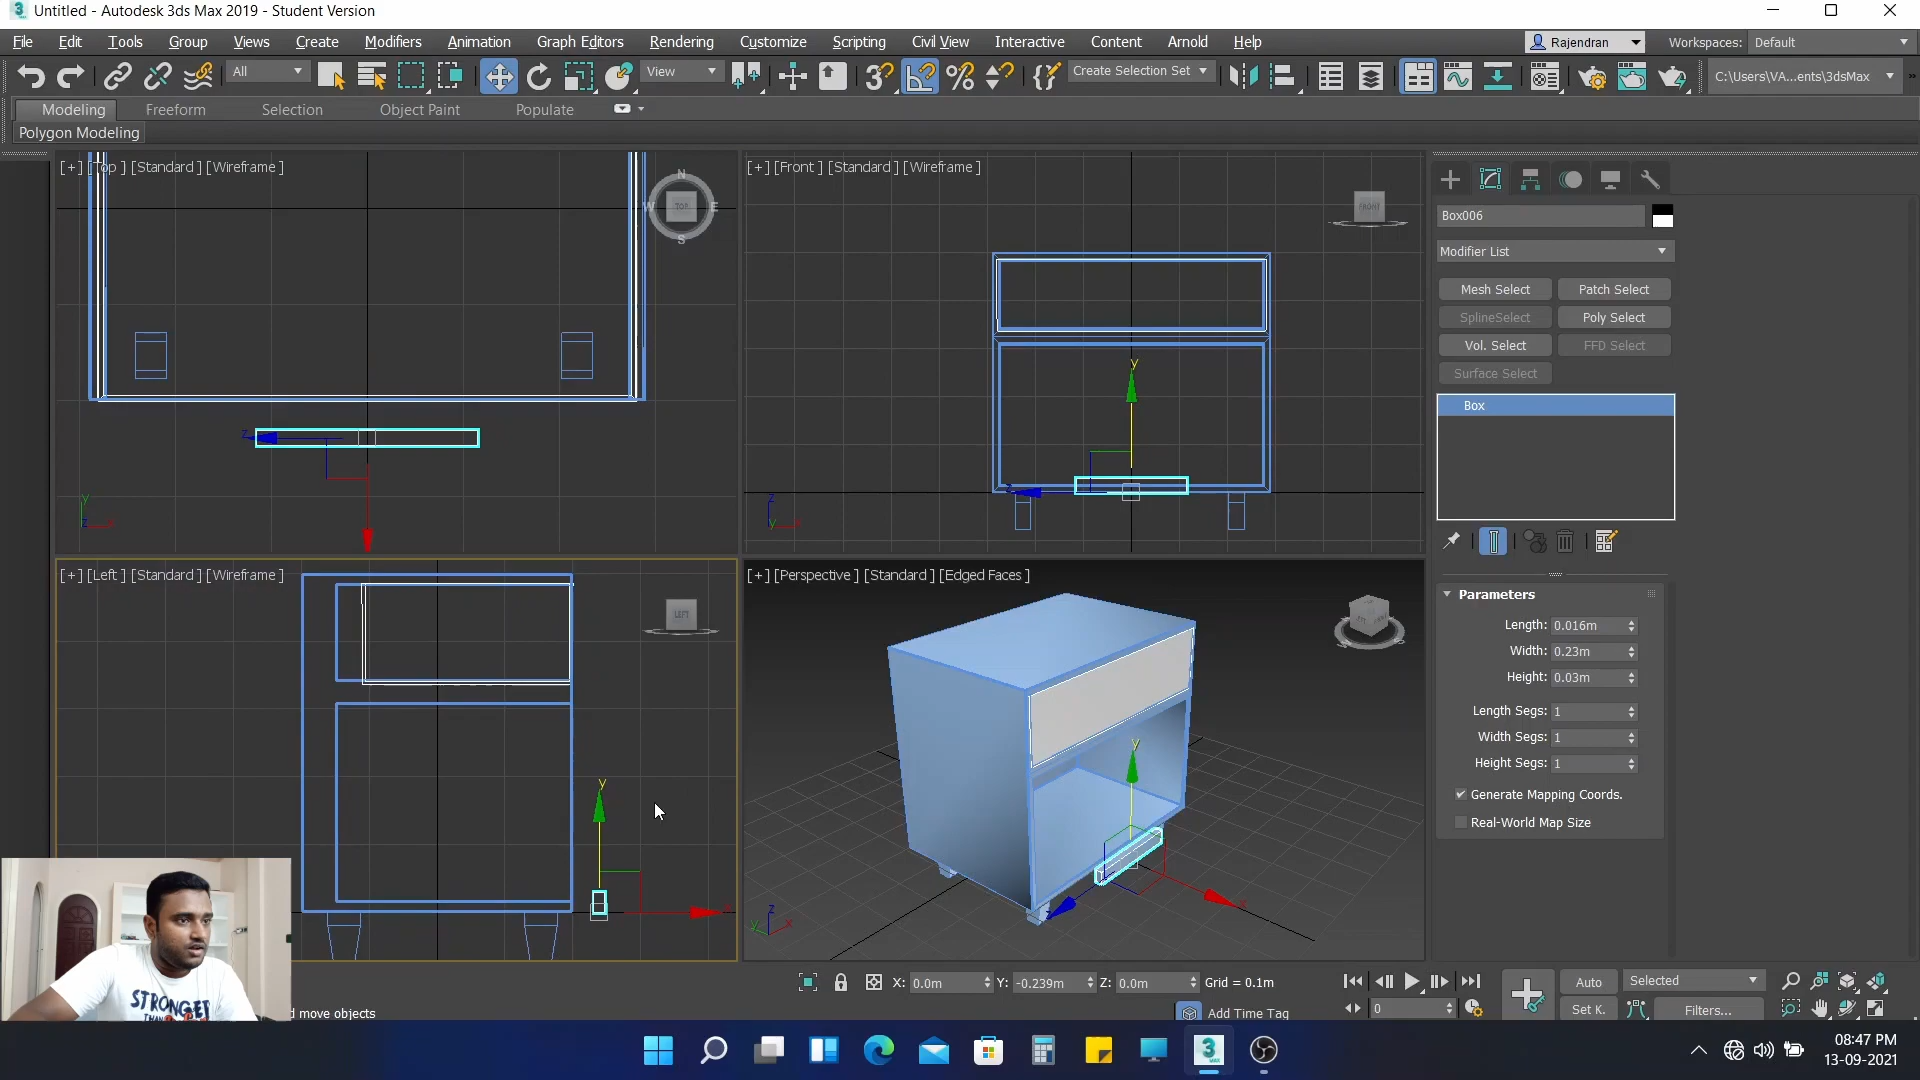 Untitled - Autodesk 3ds Max 2019 - Student Version
File Edit Tools Group Views Create Modifiers Animation Graph Editors Rendering Customize Scripting Civil View Interactive Content Arnold Help Rajendran Workspaces: Default
All View Create Selection Set C:\Users\VA...ents\3dsMax
Modeling Freeform Selection Object Paint Populate
Polygon Modeling
[+] [Top ] [Standard ] [Wireframe ]
N
W TOP E
S
z
y
z x
[+] [Front ] [Standard ] [Wireframe ]
FRONT
y
z
z
y x
[+] [Left ] [Standard ] [Wireframe ]
LEFT
y
[+] [Perspective ] [Standard ] [Edged Faces ]
y
z x
z
y x
Box006
Modifier List
Mesh Select Patch Select
SplineSelect Poly Select
Vol. Select FFD Select
Surface Select
Box
Parameters
Length: 0.016m
Width: 0.23m
Height: 0.03m
Length Segs: 1
Width Segs: 1
Height Segs: 1
Generate Mapping Coords.
Real-World Map Size
STRONGER
X: 0.0m Y: -0.239m Z: 0.0m Grid = 0.1m
Auto Selected
d move objects Add Time Tag 0 Set K. Filters...
3
MAX
08:47 PM
13-09-2021